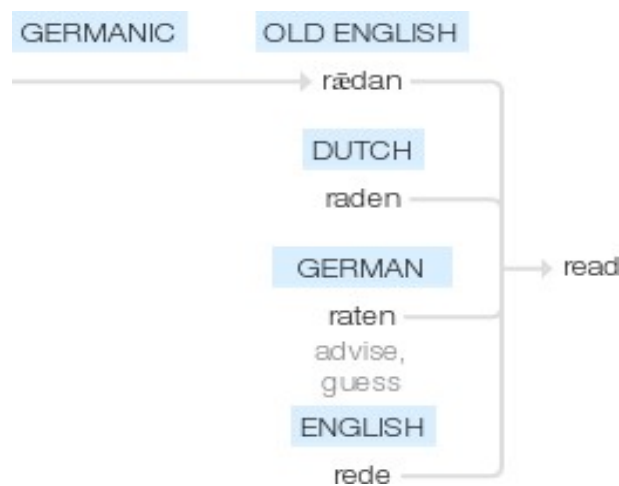 GERMANIC OLD ENGLISH
rǣdan
DUTCH
raden
GERMAN
read
raten
advise,
guess
ENGLISH
rede